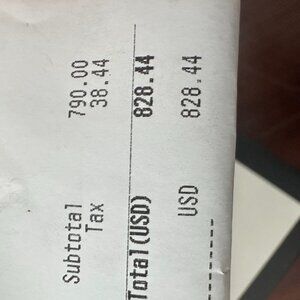 Subtotal 790.00
Tax 38.44
Total(USD) 828.44
USD 828.44